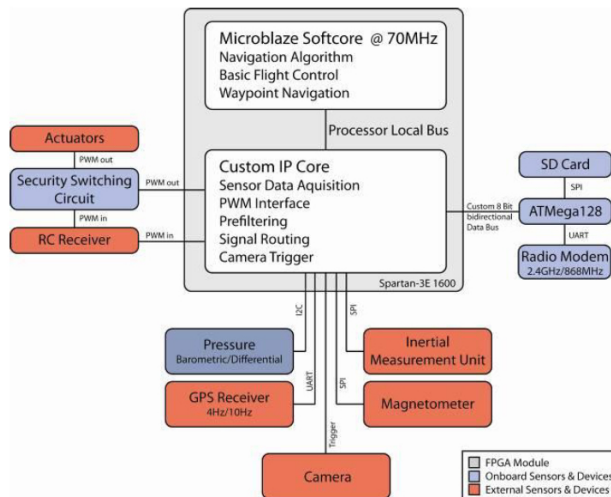 Microblaze Softcore @ 70MHz
Navigation Algorithm
Basic Flight Control
Waypoint Navigation
Processor Local Bus
Actuators
PWM out
Security Switching
Circuit
PWM out
PWM in
RC Receiver
PWM in
Custom IP Core
Sensor Data Aquisition
PWM Interface
Prefiltering
Signal Routing
Camera Trigger
Spartan-3E 1600
Custom 8 Bit
bidirectional
Data Bus
SD Card
SPI
ATMega128
UART
Radio Modem
2.4GHz/868MHz
I2C
SPI
Pressure
Barometric/Differential
Inertial
Measurement Unit
UART
SPI
GPS Receiver
4Hz/10Hz
Magnetometer
Trigger
Camera
FPGA Module
Onboard Sensors & Devices
External Sensors & Devices